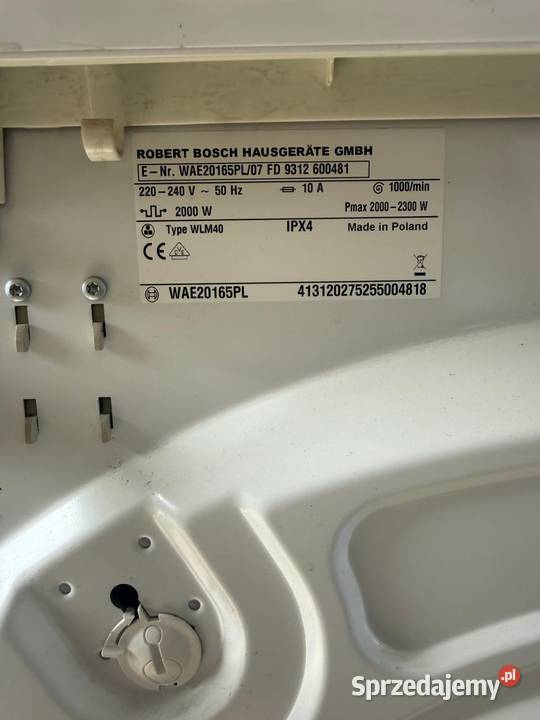 ROBERT BOSCH HAUSGERÄTE GMBH
E-Nr. WAE20165PL/07 FD 9312 600481
220-240 V ~ 50 Hz 10 A 1000/min
2000 W Pmax 2000-2300 W
Type WLM40 IPX4 Made in Poland
CE
WAE20165PL 413120275255004818
Sprzedajemy.pl